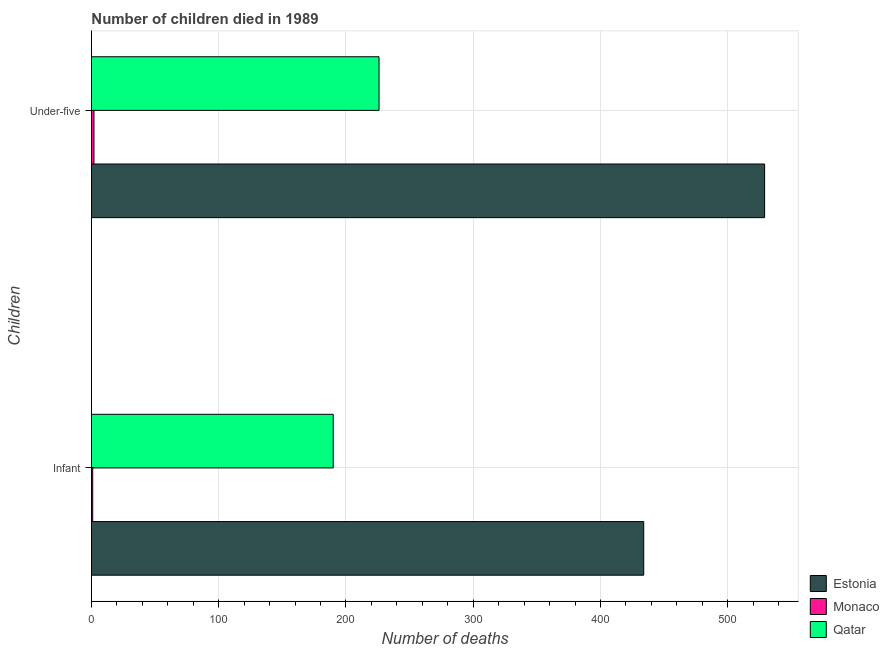 Number of children died in 1989
Under-five
Infant
Children
0
100
200
300
400
500
Number of deaths
Estonia
Monaco
Qatar